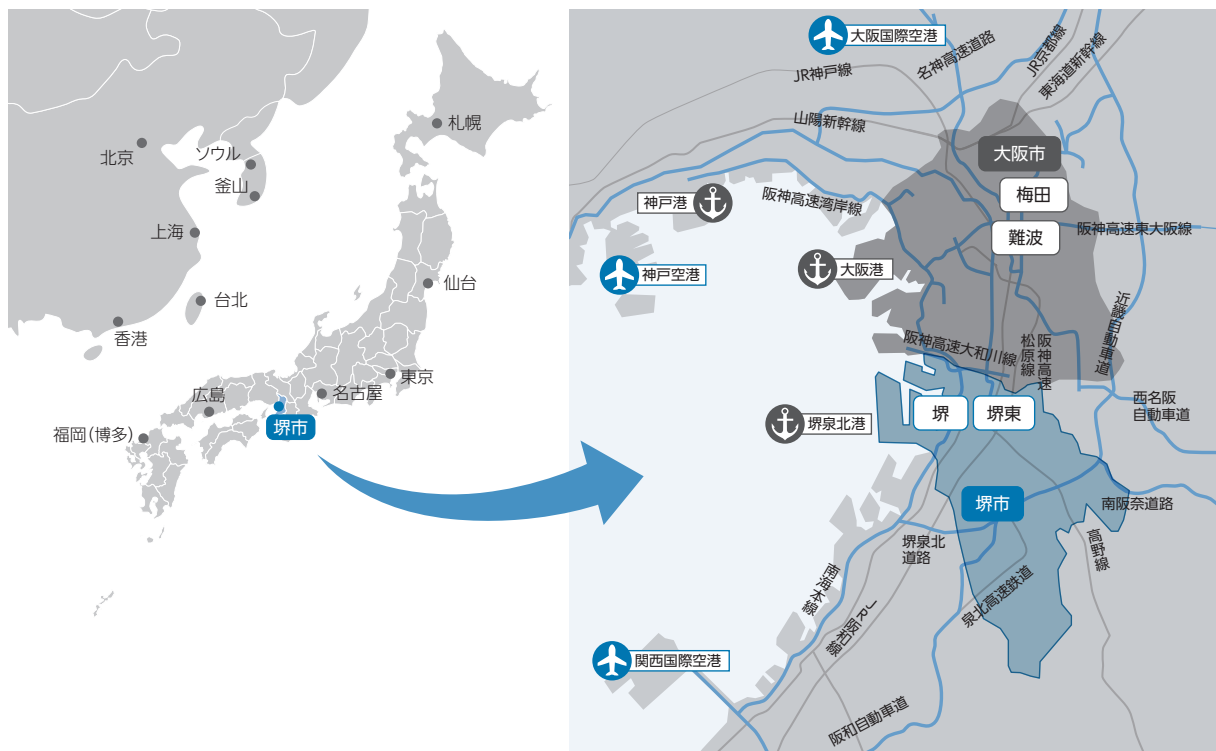 札幌
北京
ソウル
釜山
上海
仙台
台北
香港
東京
名古屋
広島
堺市
福岡(博多)
大阪国際空港
名神高速道路
JR京都線
東海道新幹線
JR神戸線
山陽新幹線
大阪市
梅田
神戸港
阪神高速湾岸線
難波
阪神高速東大阪線
神戸空港
大阪港
近畿自動車道
阪神高速大和川線
阪神高速
松原線
西名阪
自動車道
堺泉北港
堺
堺東
堺市
南阪奈道路
堺泉北
道路
高野線
南海本線
泉北高速鉄道
JR阪和線
関西国際空港
阪和自動車道